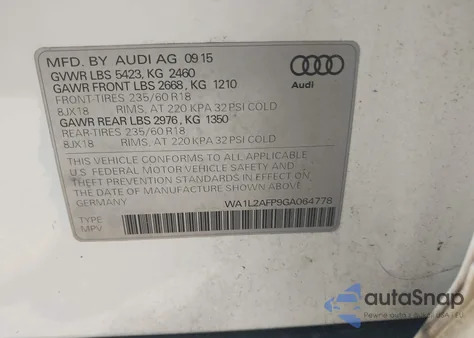 MFD. BY AUDI AG 09 15
GVWR LBS 5423, KG 2460
GAWR FRONT LBS 2668, KG 1210
FRONT-TIRES 235/60 R18
8JX18 RIMS, AT 220 KPA 32 PSI COLD
GAWR REAR LBS 2976, KG 1350
REAR-TIRES 235/60 R18
8JX18 RIMS, AT 220 KPA 32 PSI COLD
THIS VEHICLE CONFORMS TO ALL APPLICABLE
U.S. FEDERAL MOTOR VEHICLE SAFETY AND
THEFT PREVENTION STANDARDS IN EFFECT ON
THE DATE OF MANUFACTURE SHOWN ABOVE.
GERMANY WA1L2AFP9GA064778
TYPE
MPV
Audi
autaSnap